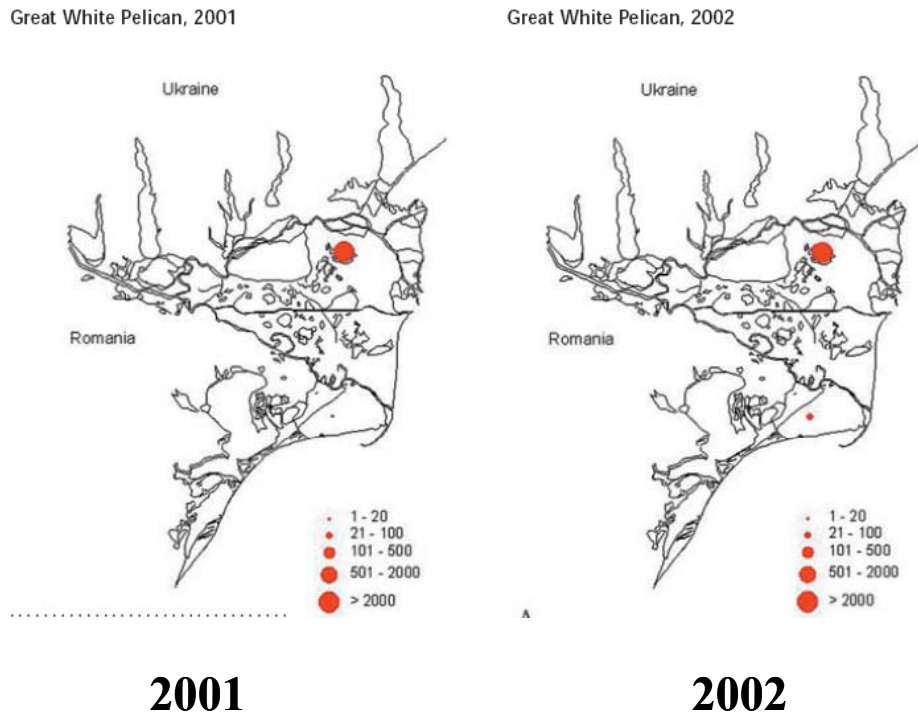 Great White Pelican, 2001
Ukraine
Romania
1 - 20
21 - 100
101 - 500
501 - 2000
> 2000
2001
Great White Pelican, 2002
Ukraine
Romania
1 - 20
21 - 100
101 - 500
501 - 2000
> 2000
2002